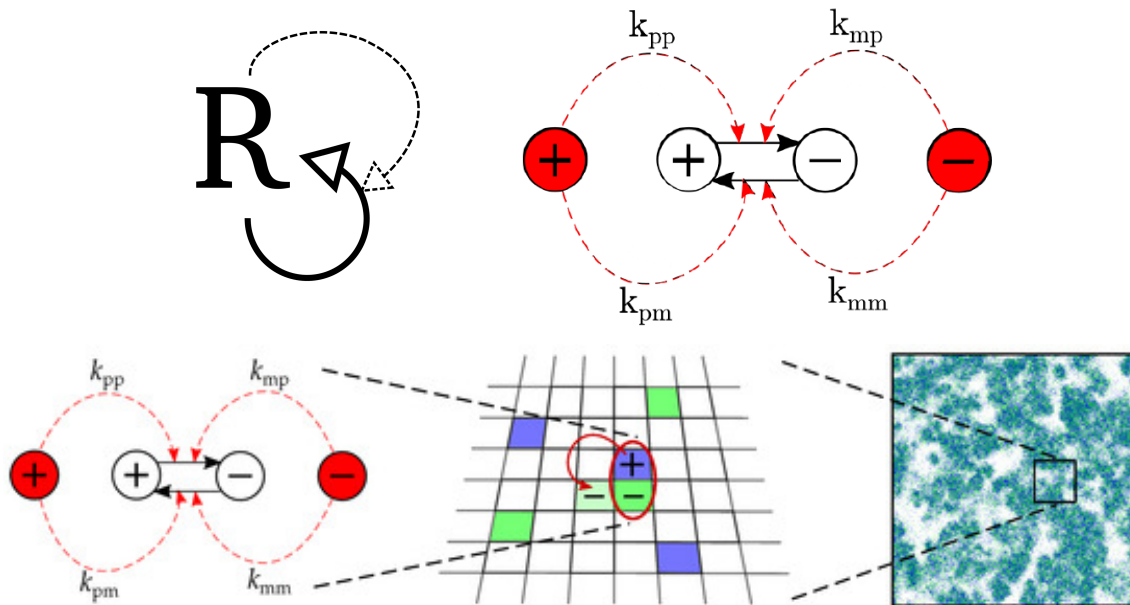 R
k_pp k_mp
+ + − −
k_pm k_mm
k_pp k_mp
+ + − −
k_pm k_mm
+
− −